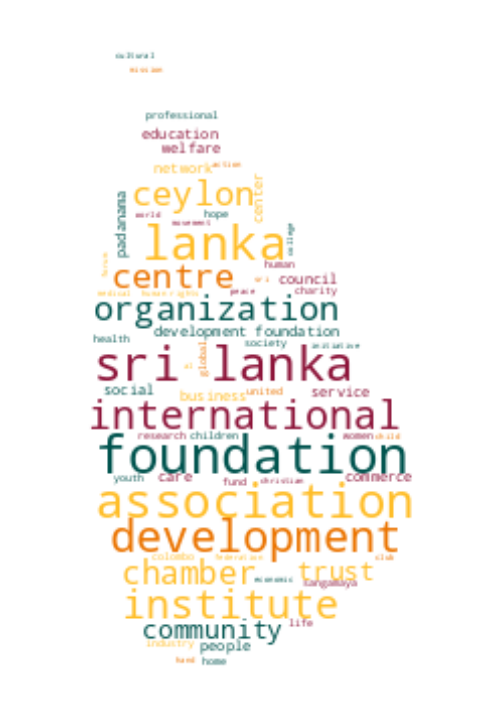 cultural
mission
professional
education
welfare
network action
ceylon center
padanama world hope
movement
lanka college
forum human
centre sri council
medical human rights peace charity
organization
development foundation
health society initiative
global
sri lanka
social business united service
international
research children women child
foundation
youth care fund christian commerce
association
development
colombo federation club
chamber economic trust
sangamaya
institute
community life
industry people
hand home